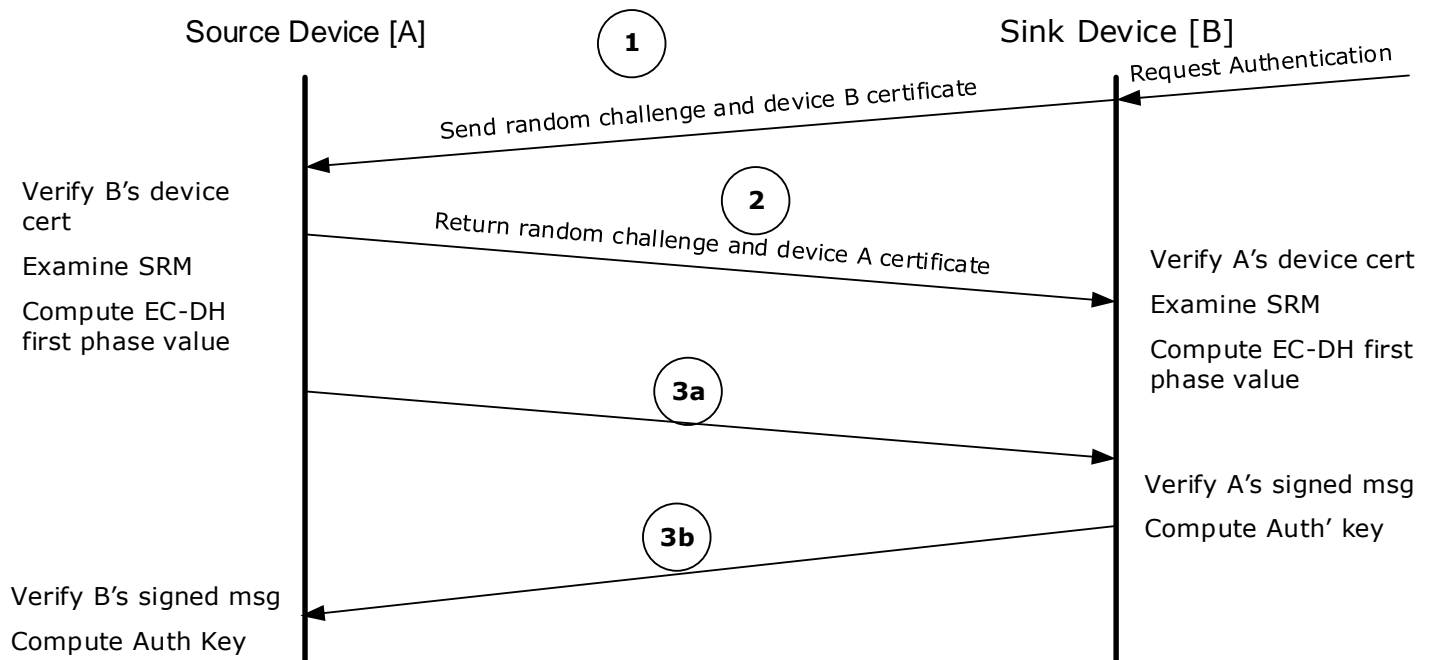 Source Device [A]
1
Sink Device [B]
Request Authentication
Send random challenge and device B certificate
Verify B’s device
cert
Examine SRM
Compute EC-DH
first phase value
2
Return random challenge and device A certificate
Verify A’s device cert
Examine SRM
Compute EC-DH first
phase value
3a
Verify A’s signed msg
Compute Auth’ key
3b
Verify B’s signed msg
Compute Auth Key